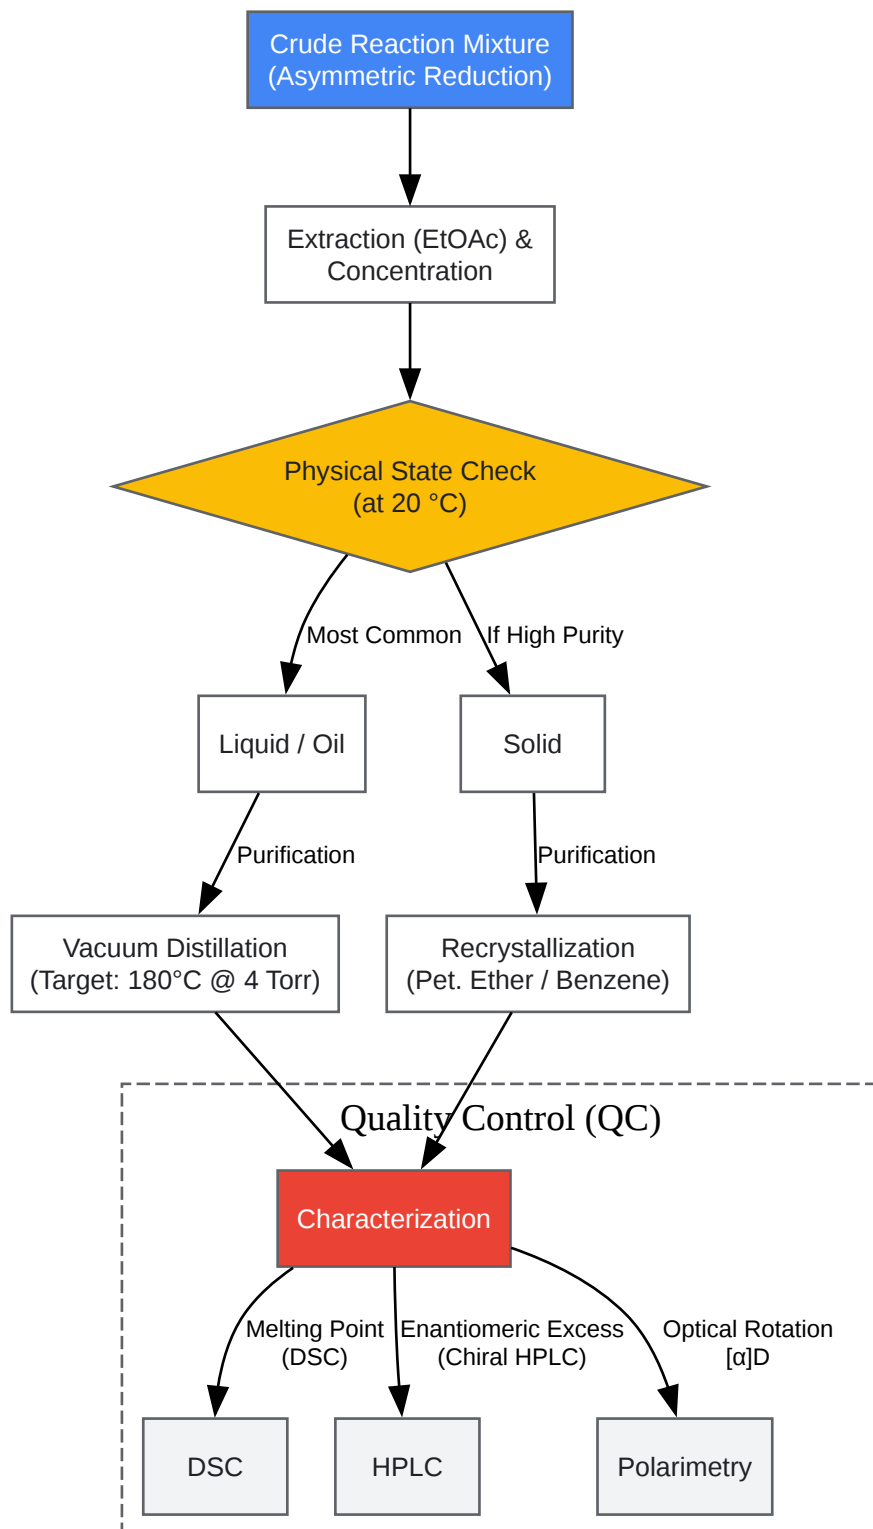 Crude Reaction Mixture
(Asymmetric Reduction)
Extraction (EtOAc) &
Concentration
Physical State Check
(at 20 °C)
Most Common
If High Purity
Liquid / Oil
Solid
Purification
Purification
Vacuum Distillation
(Target: 180°C @ 4 Torr)
Recrystallization
(Pet. Ether / Benzene)
Quality Control (QC)
Characterization
Melting Point
(DSC)
Enantiomeric Excess
(Chiral HPLC)
Optical Rotation
[α]D
DSC
HPLC
Polarimetry